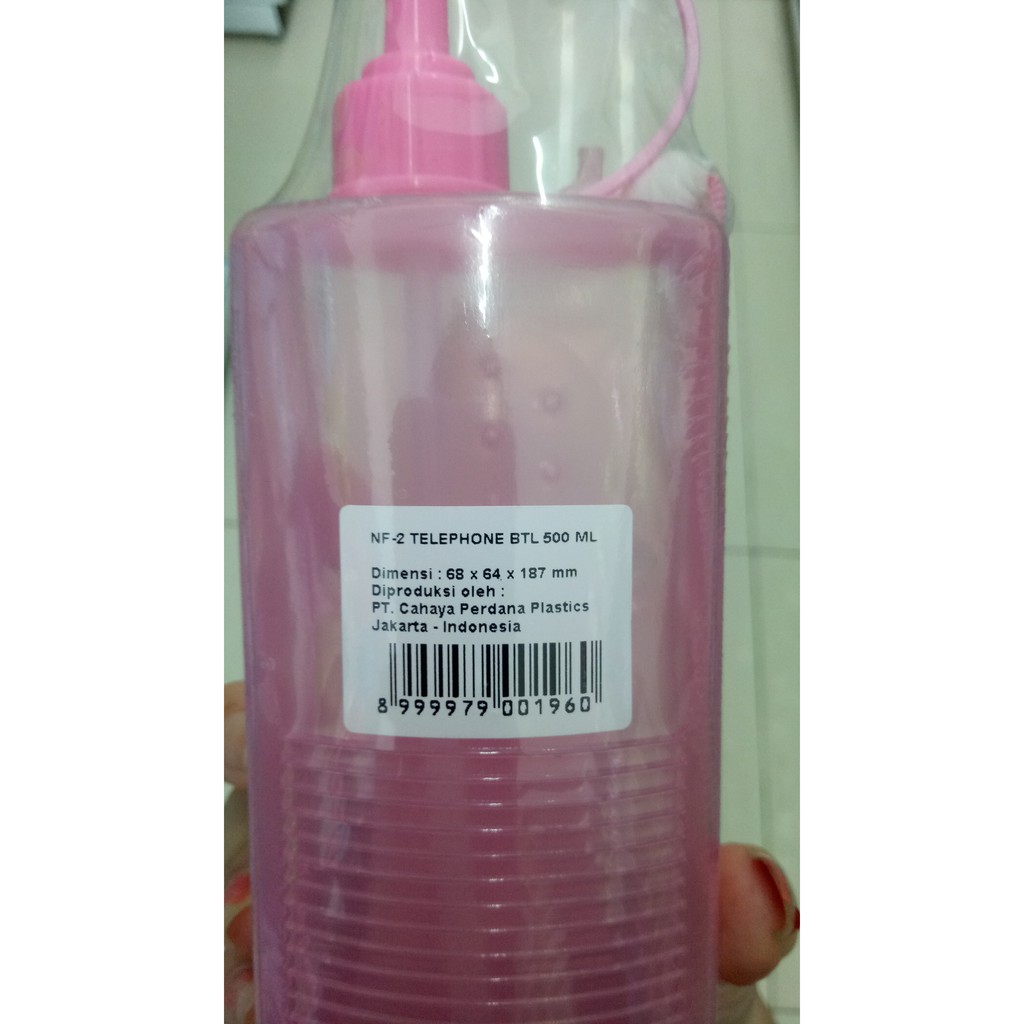 NF-2 TELEPHONE BTL 500 ML
Dimensi : 68 x 64 x 187 mm
Diproduksi oleh :
PT. Cahaya Perdana Plastics
Jakarta - Indonesia
8 999979 001960